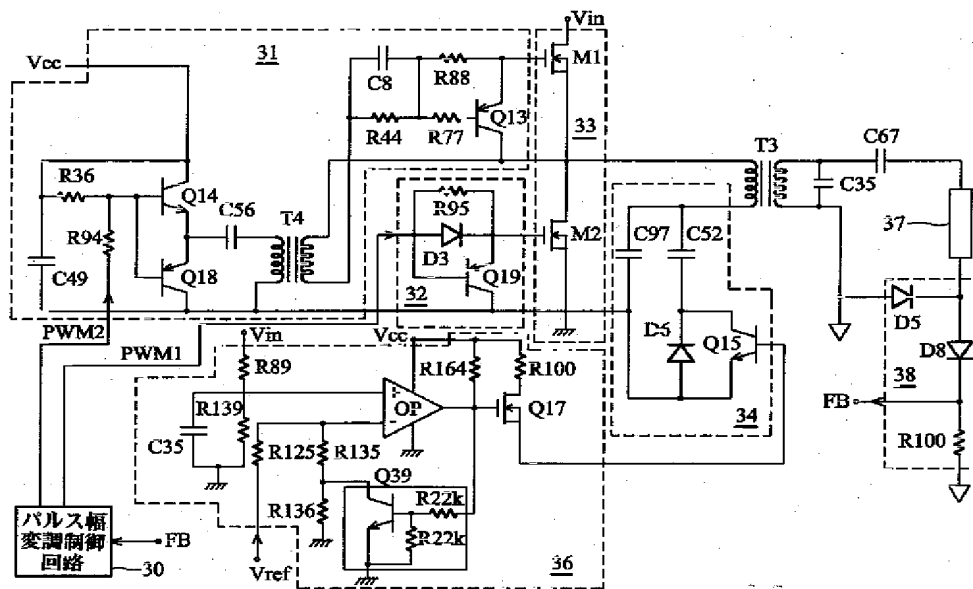 Vin
31
Vcc
C8
R88
M1
R44
R77
Q13
33
T3
C67
R36
Q14
C56
T4
R95
C35
37
R94
M2
C97
C52
C49
Q18
D3
Q19
32
D5
PWM2
PWM1
Vin
Vcc
D6
Q15
D8
R89
R164
R100
Q17
34
38
FB
R139
OP
C35
R125
R135
R100
Q39
R136
R22k
R22k
パルス幅
変調制御
回路
FB
30
Vref
36